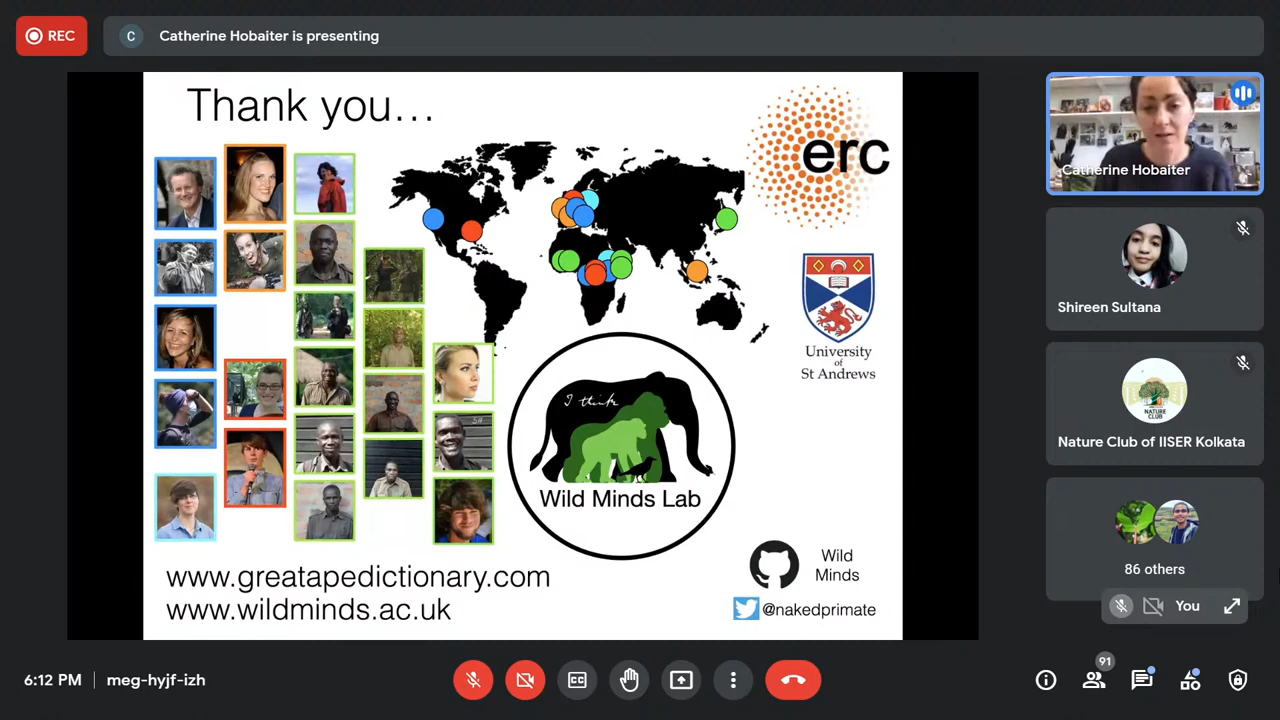 REC
C
Catherine Hobaiter is presenting
Thank you...
erc
Catherine Hobaiter
Shireen Sultana
University
of
St Andrews
I think
Wild Minds Lab
NATURE
CLUB
Nature Club of IISER Kolkata
86 others
Wild
Minds
www.greatapedictionary.com
www.wildminds.ac.uk
@nakedprimate
You
6:12 PM
meg-hyjf-izh
CC
91